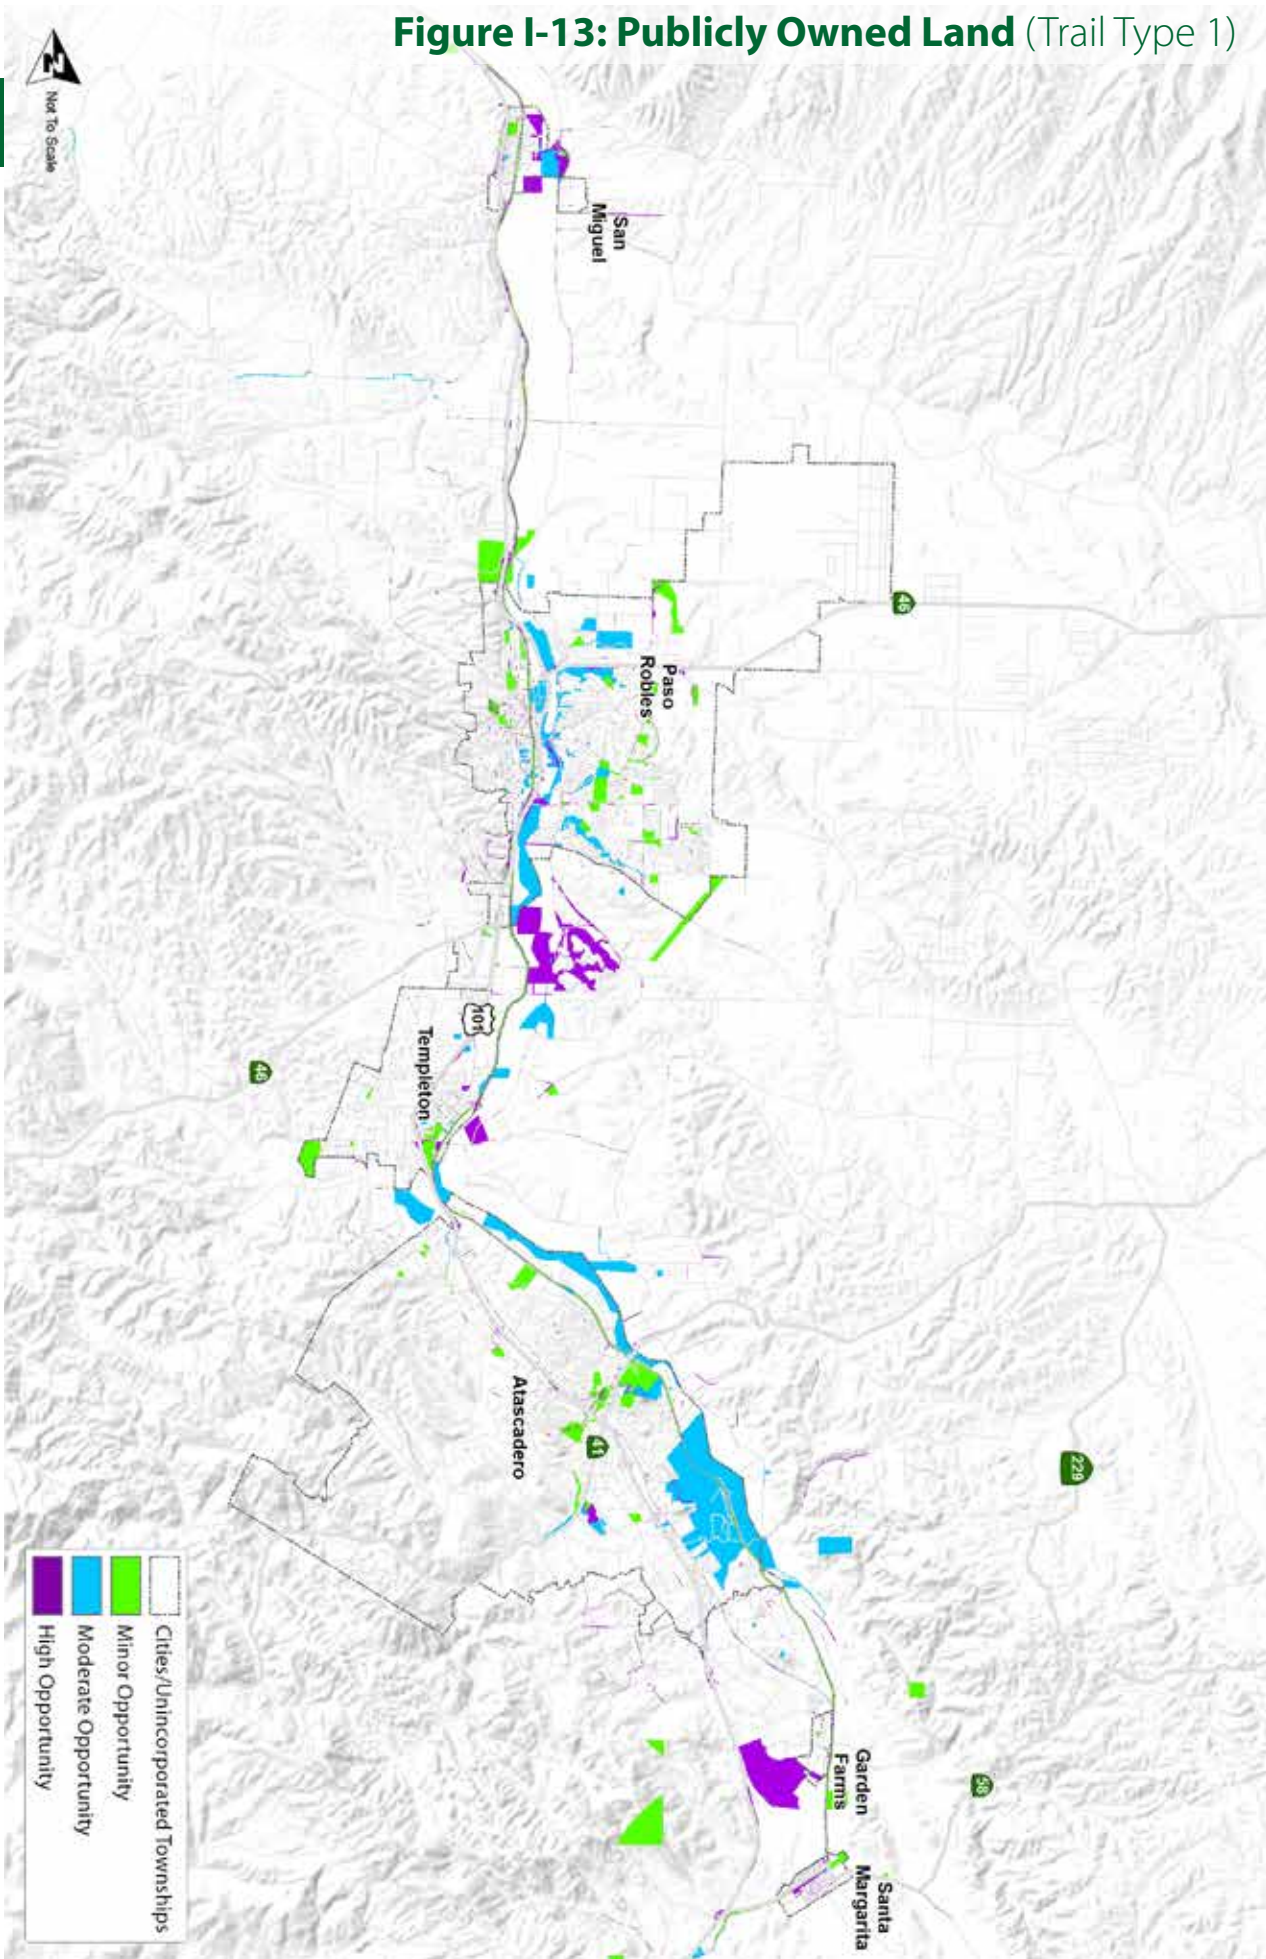 Figure I-13: Publicly Owned Land (Trail Type 1)
N
Not To Scale
San
Miguel
46
Paso
Robles
101
Templeton
46
Atascadero
41
229
Garden
Farms
58
Santa
Margarita
Cities/Unincorporated Townships
Minor Opportunity
Moderate Opportunity
High Opportunity